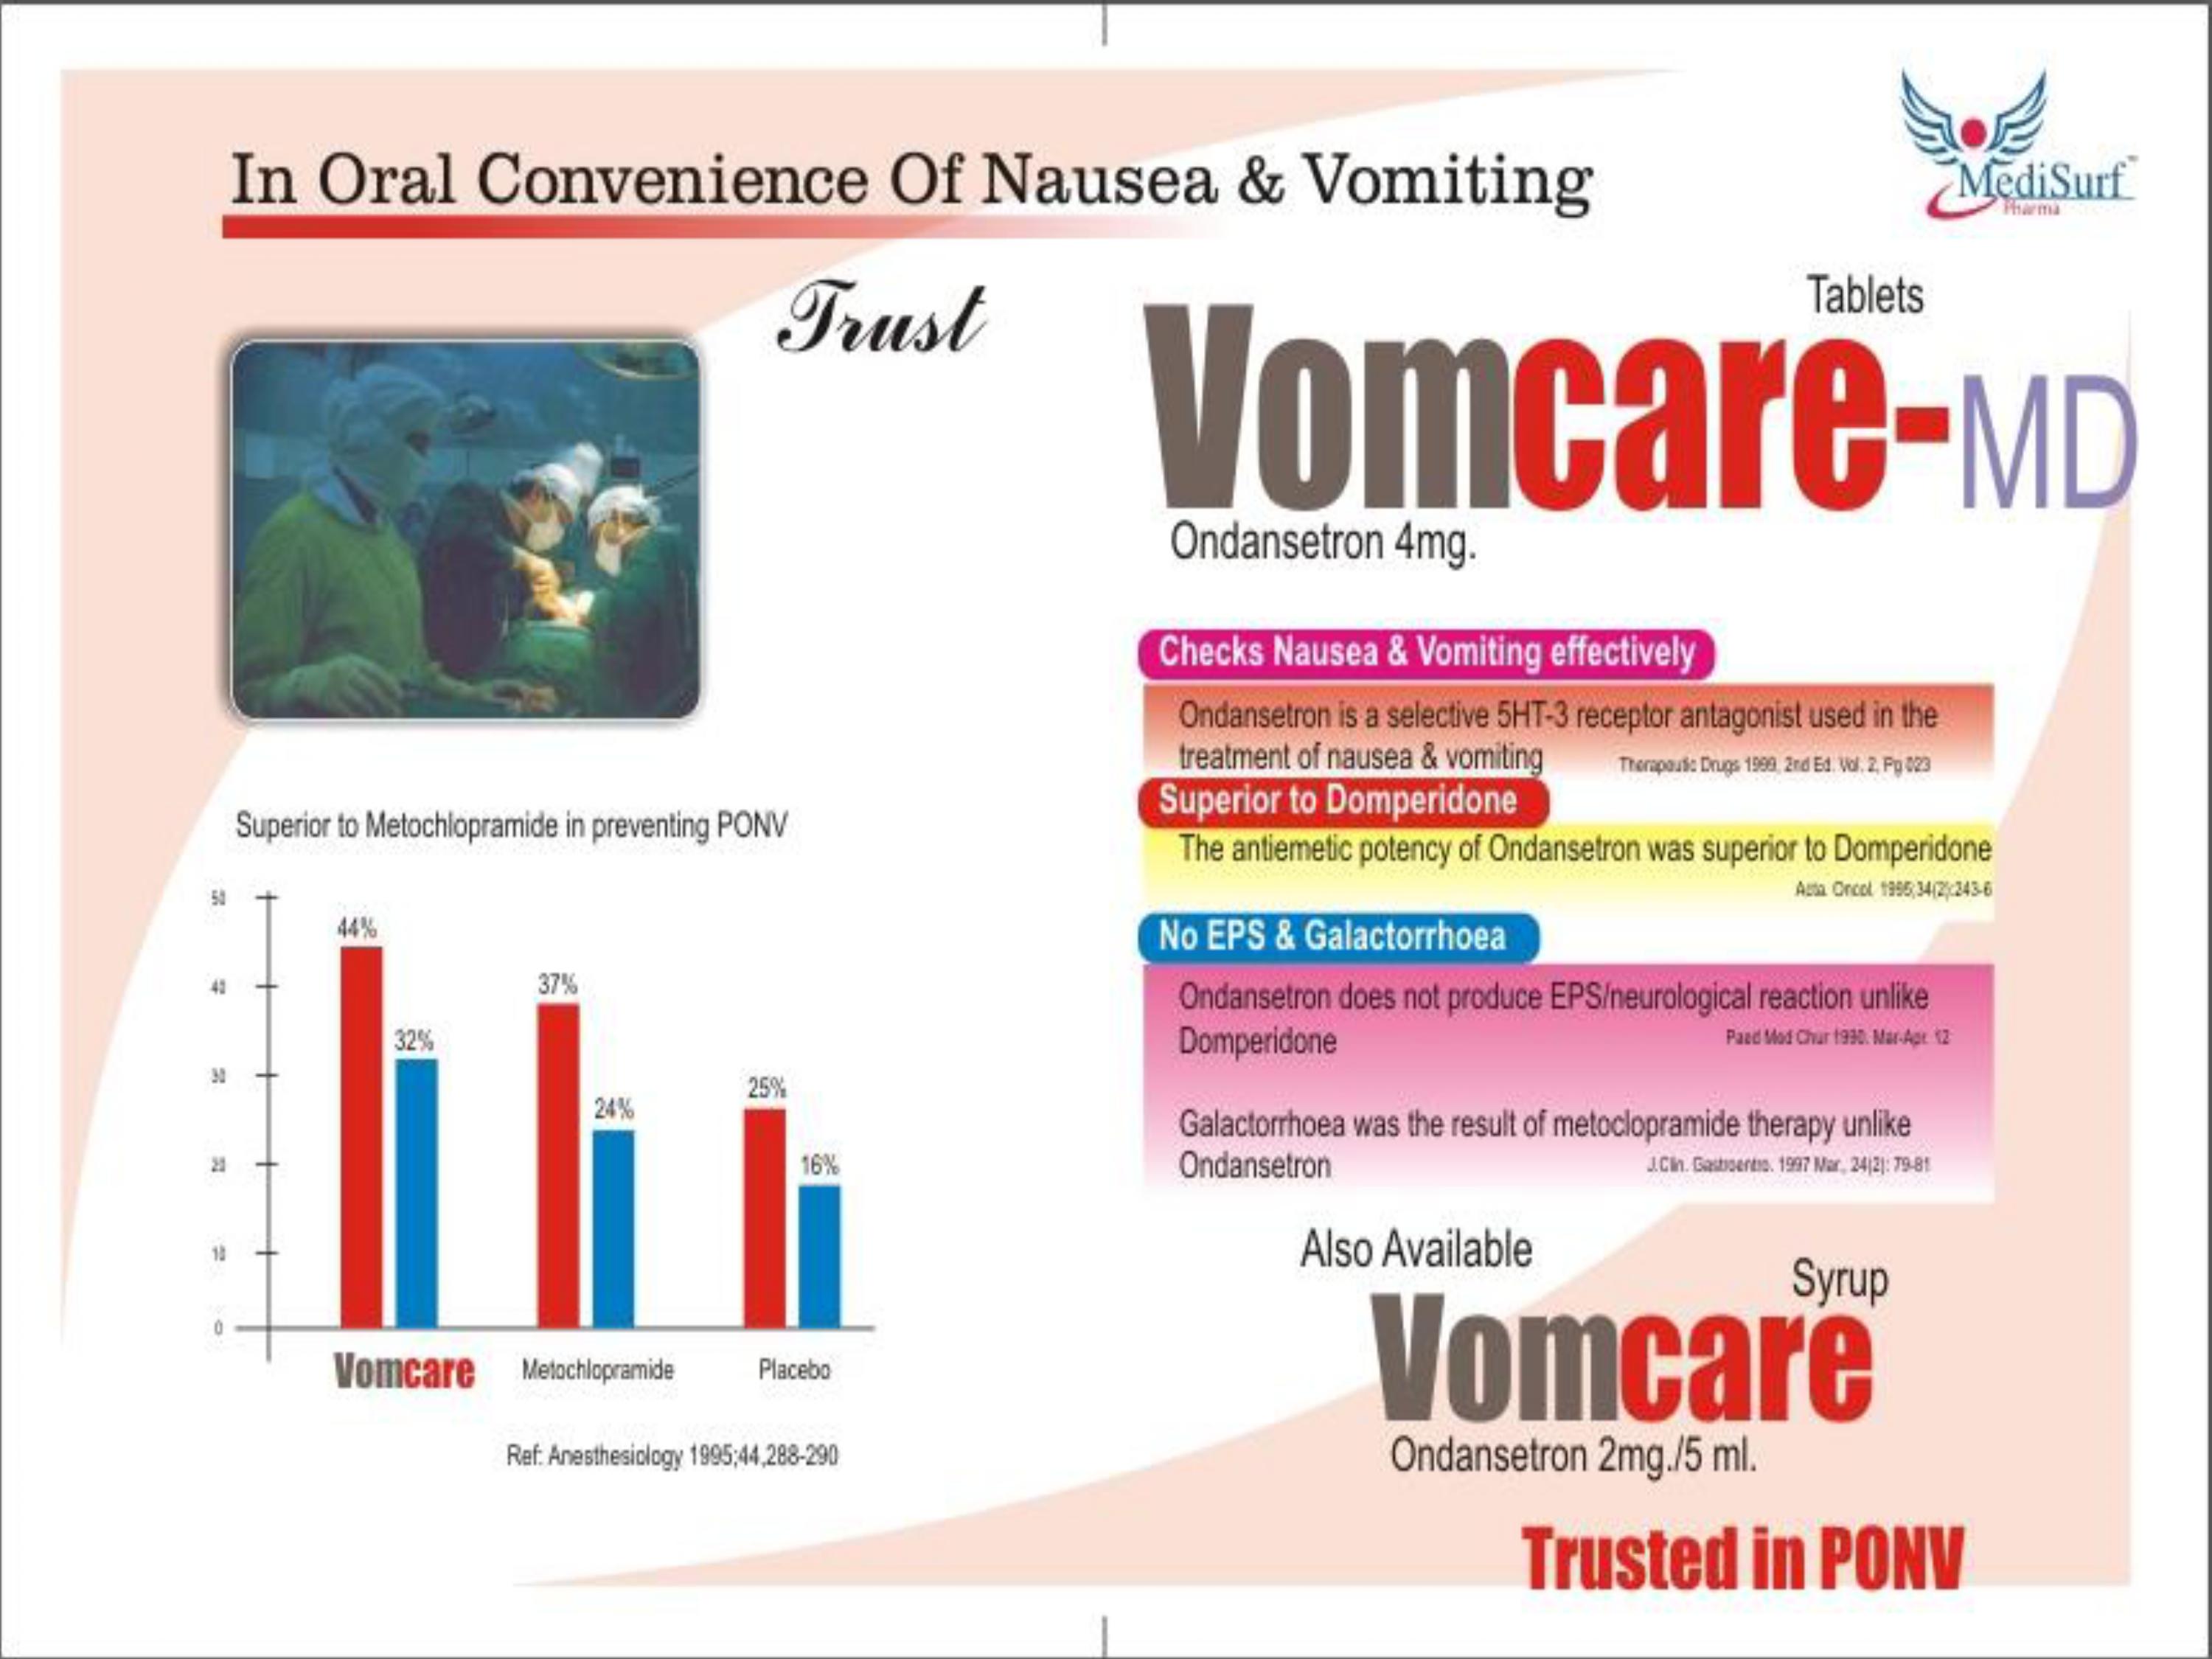 In Oral Convenience Of Nausea & Vomiting
MediSurf™
Pharma
Trust
Tablets
Vomcare-MD
Ondansetron 4mg.
Checks Nausea & Vomiting effectively
Ondansetron is a selective 5HT-3 receptor antagonist used in the
treatment of nausea & vomiting
Therapeutic Drugs 1999, 2nd Ed. Vol. 2, Pg 023
Superior to Domperidone
The antiemetic potency of Ondansetron was superior to Domperidone
Acta. Oncol. 1995;34(2):243-6
No EPS & Galactorrhoea
Ondansetron does not produce EPS/neurological reaction unlike
Domperidone
Paed Med Chur 1990. Mar-Apr. 12
Galactorrhoea was the result of metoclopramide therapy unlike
Ondansetron
J.Clin. Gastroentro. 1997 Mar., 24(2): 79-81
Superior to Metochlopramide in preventing PONV
50
40
30
20
10
0
44%
32%
37%
24%
25%
16%
Vomcare
Metochlopramide
Placebo
Ref: Anesthesiology 1995;44,288-290
Also Available
Syrup
Vomcare
Ondansetron 2mg./5 ml.
Trusted in PONV